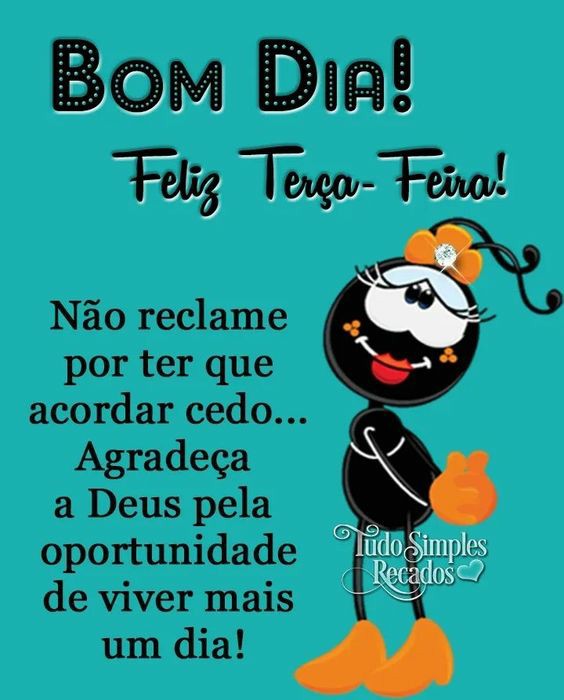 Bom Dia!
Feliz Terça-Feira!
Não reclame
por ter que
acordar cedo...
Agradeça
a Deus pela
oportunidade
de viver mais
um dia!
Tudo Simples
Recados